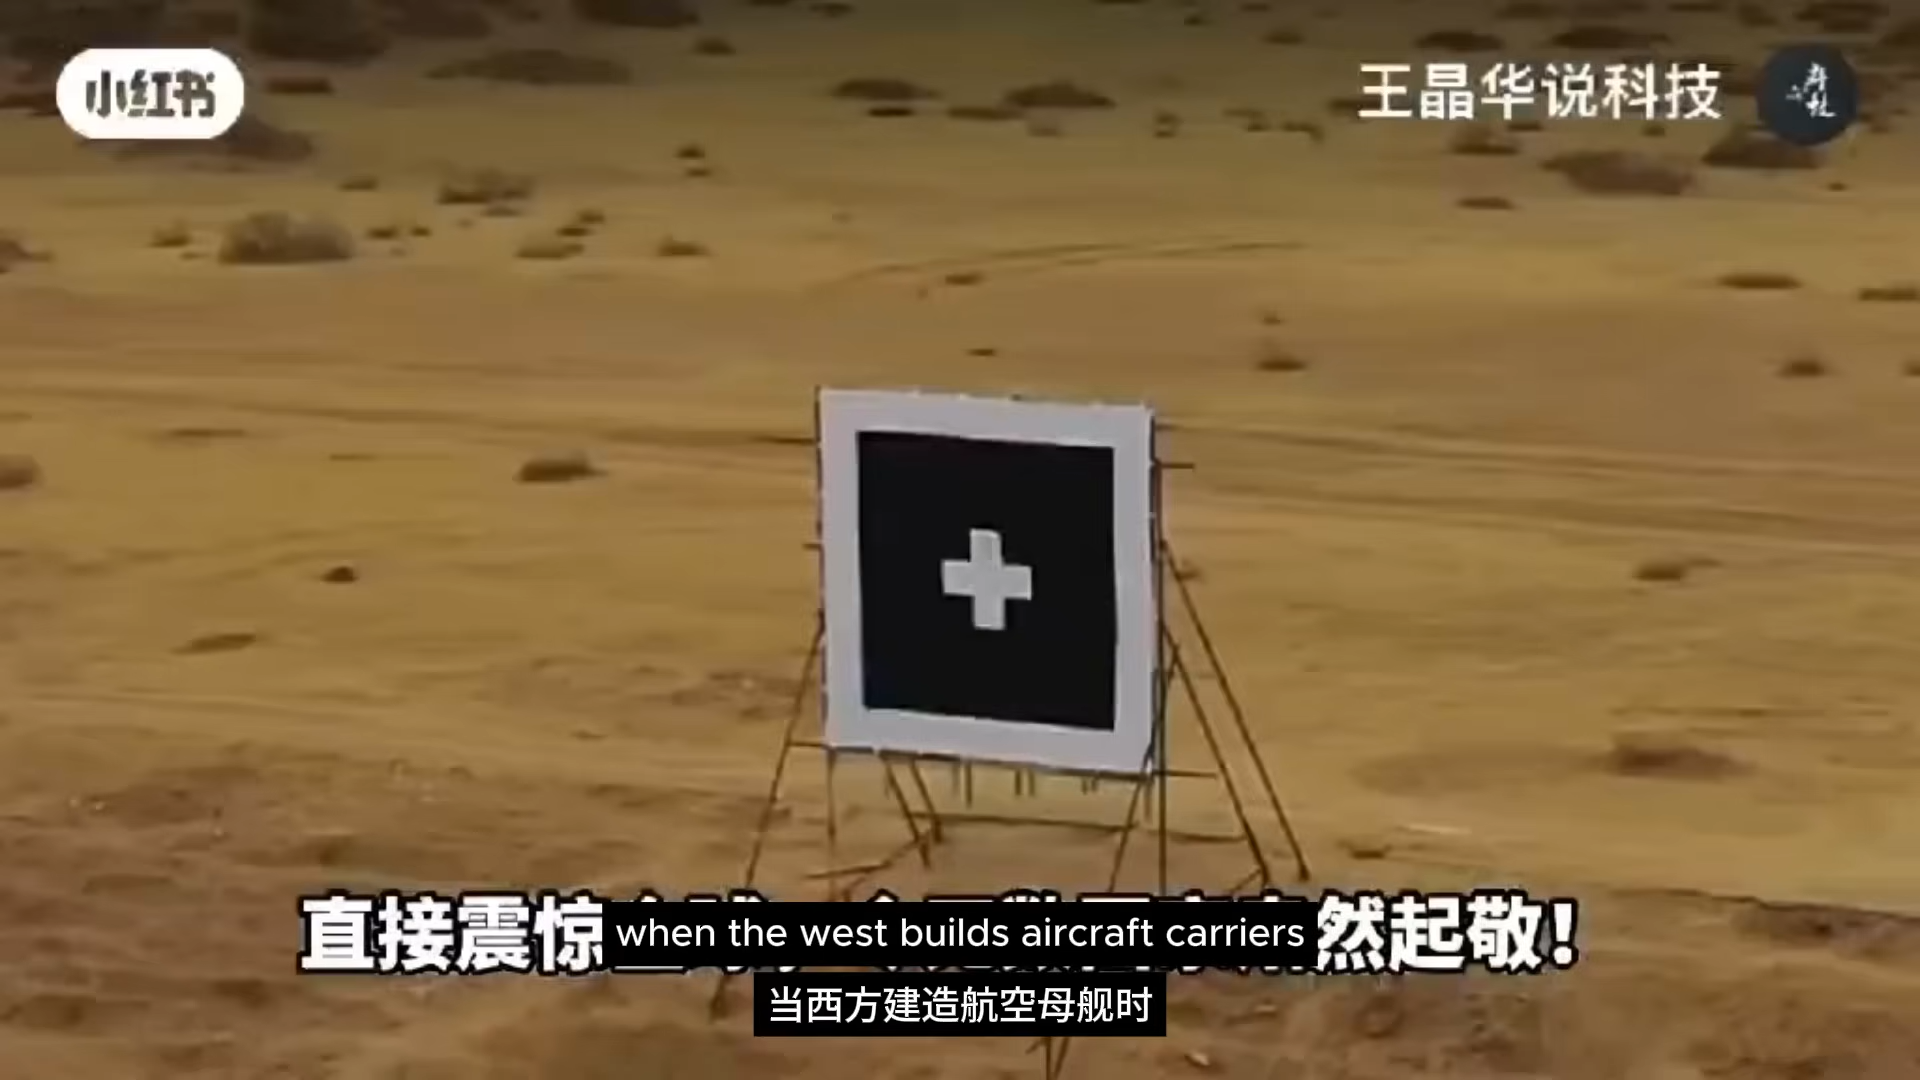 小红书
王晶华说科技
直接震惊
然起敬!
when the west builds aircraft carriers
当西方建造航空母舰时